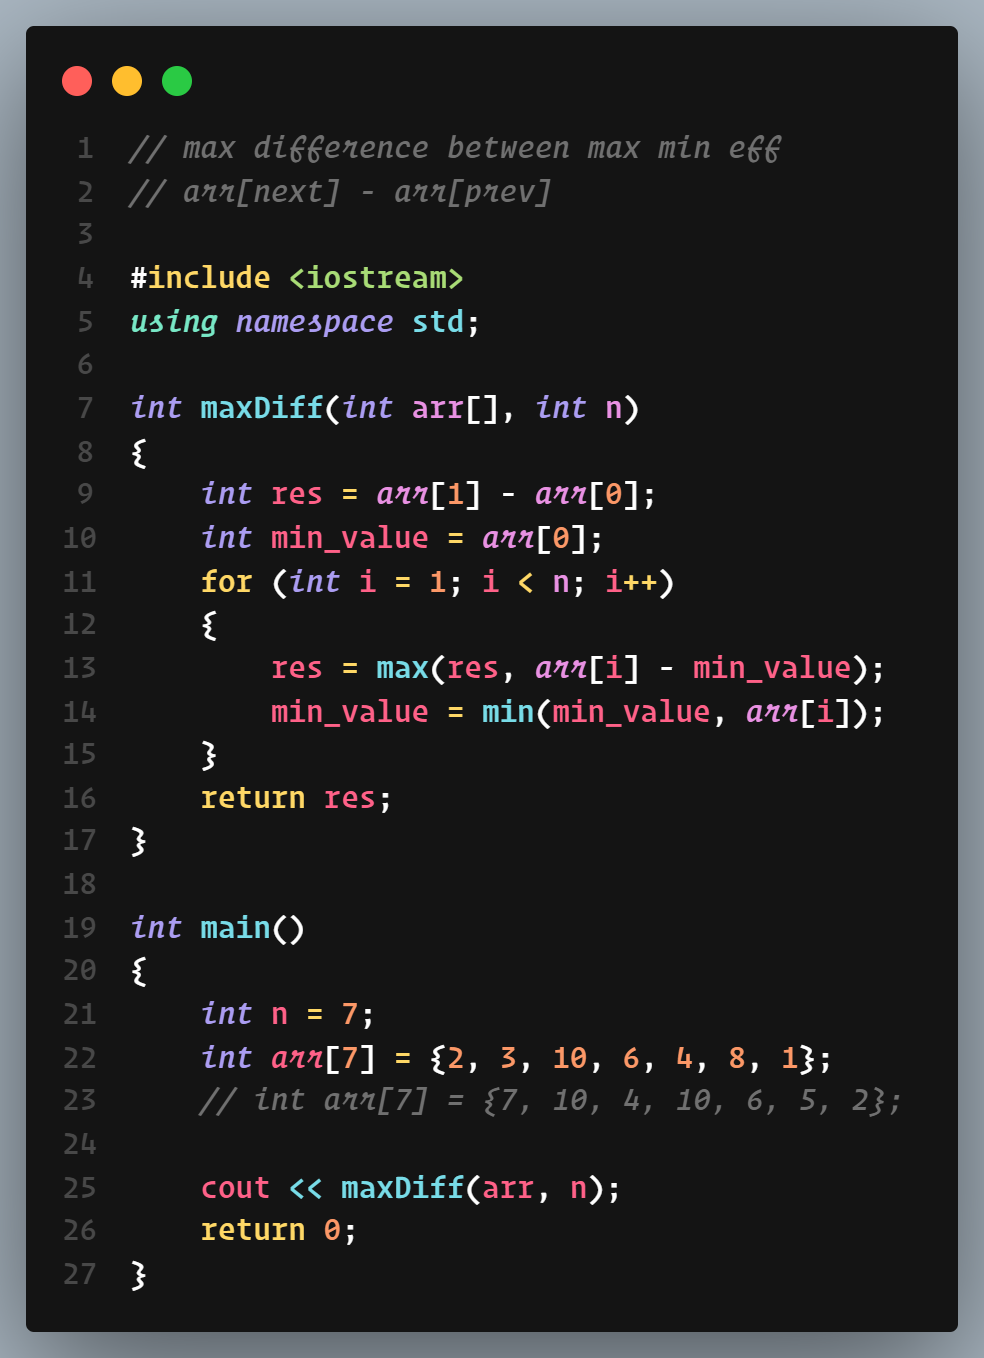 1 // max difference between max min eff
2 // arr[next] - arr[prev]
3
4 #include <iostream>
5 using namespace std;
6
7 int maxDiff(int arr[], int n)
8 {
9     int res = arr[1] - arr[0];
10     int min_value = arr[0];
11     for (int i = 1; i < n; i++)
12     {
13         res = max(res, arr[i] - min_value);
14         min_value = min(min_value, arr[i]);
15     }
16     return res;
17 }
18
19 int main()
20 {
21     int n = 7;
22     int arr[7] = {2, 3, 10, 6, 4, 8, 1};
23     // int arr[7] = {7, 10, 4, 10, 6, 5, 2};
24
25     cout << maxDiff(arr, n);
26     return 0;
27 }